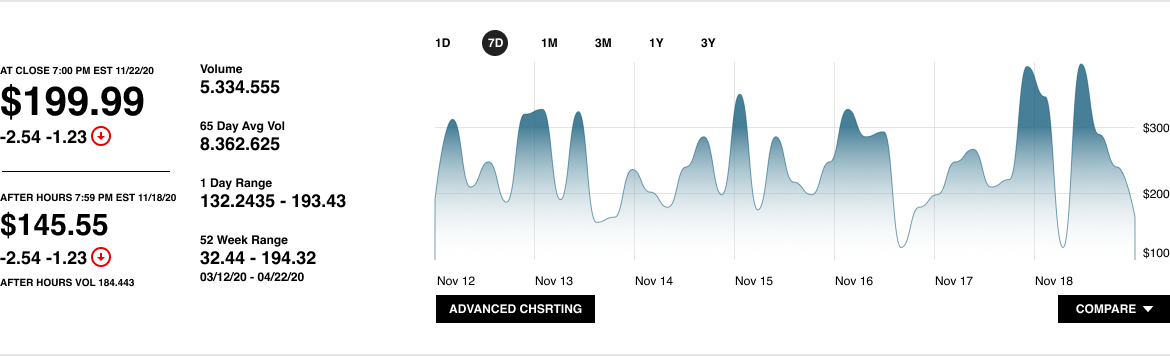 1D 7D 1M 3M 1Y 3Y
AT CLOSE 7:00 PM EST 11/22/20
$199.99
-2.54 -1.23
AFTER HOURS 7:59 PM EST 11/18/20
$145.55
-2.54 -1.23
AFTER HOURS VOL 184.443
Volume
5.334.555
65 Day Avg Vol
8.362.625
1 Day Range
132.2435 - 193.43
52 Week Range
32.44 - 194.32
03/12/20 - 04/22/20
$300
$200
$100
Nov 12 Nov 13 Nov 14 Nov 15 Nov 16 Nov 17 Nov 18
ADVANCED CHSRTING
COMPARE